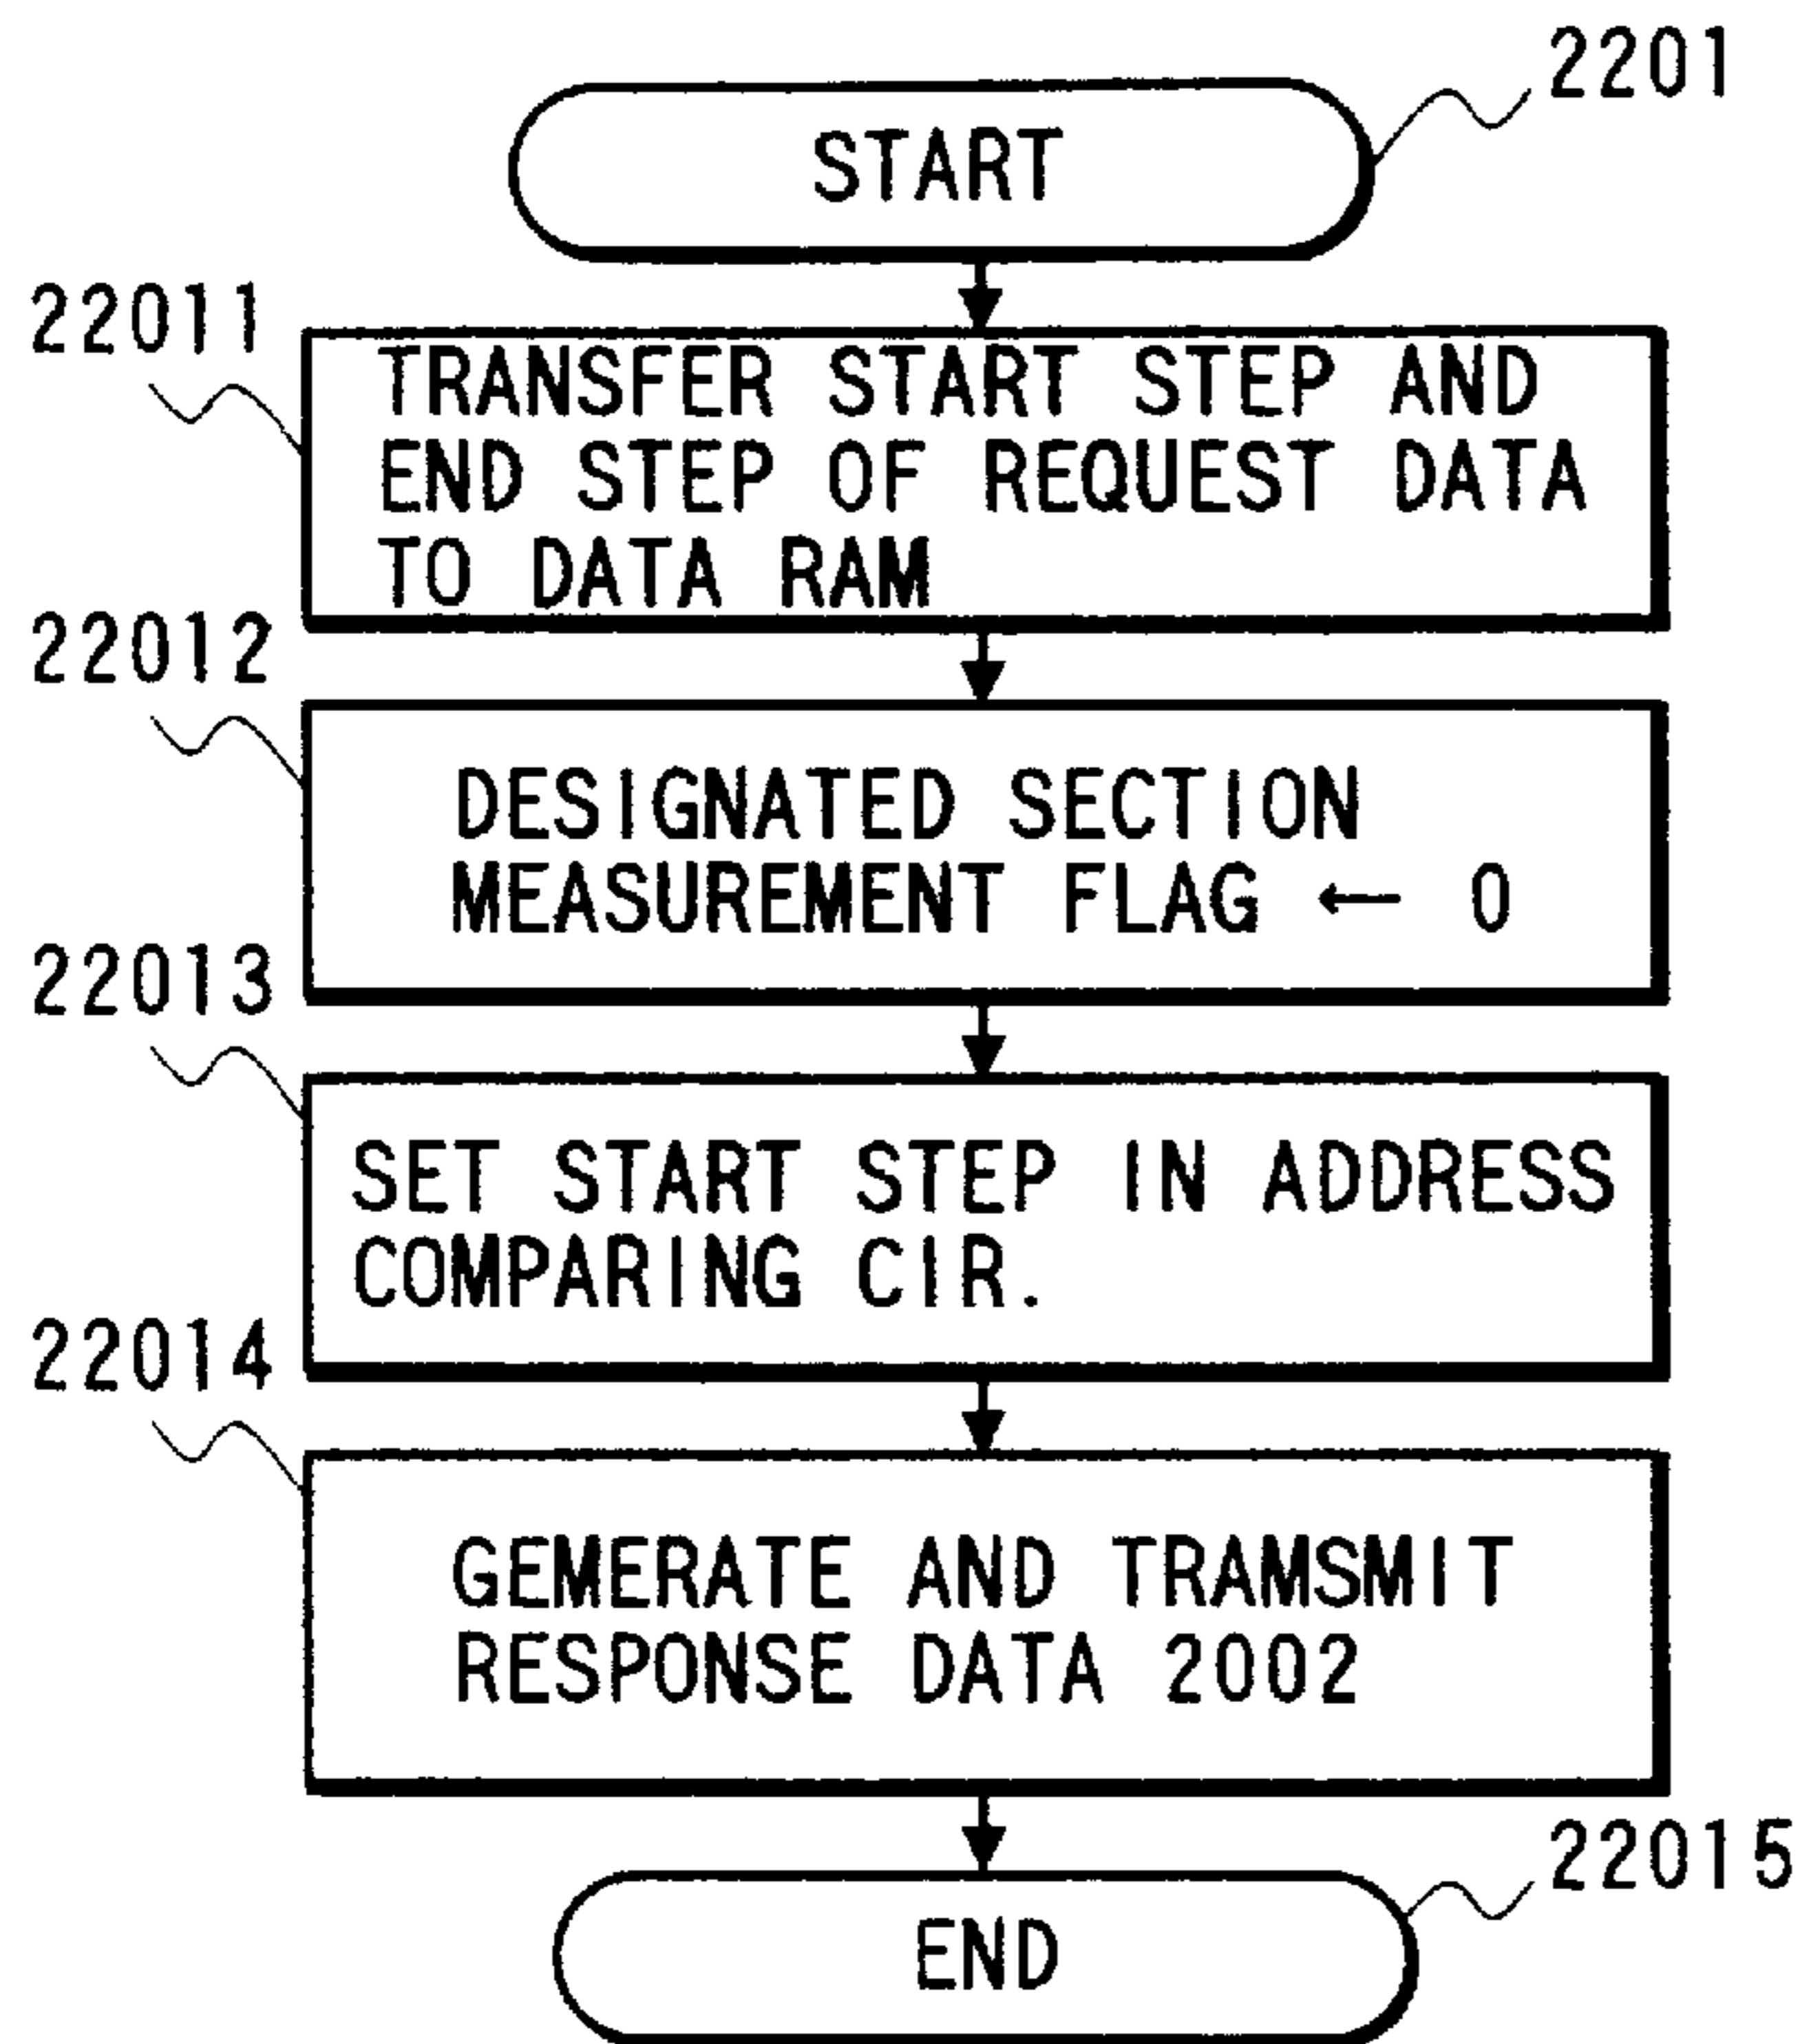 2201
START
22011
TRANSFER START STEP AND
END STEP OF REQUEST DATA
TO DATA RAM
22012
DESIGNATED SECTION
MEASUREMENT FLAG ← 0
22013
SET START STEP IN ADDRESS
COMPARING CIR.
22014
GEMERATE AND TRAMSMIT
RESPONSE DATA 2002
22015
END